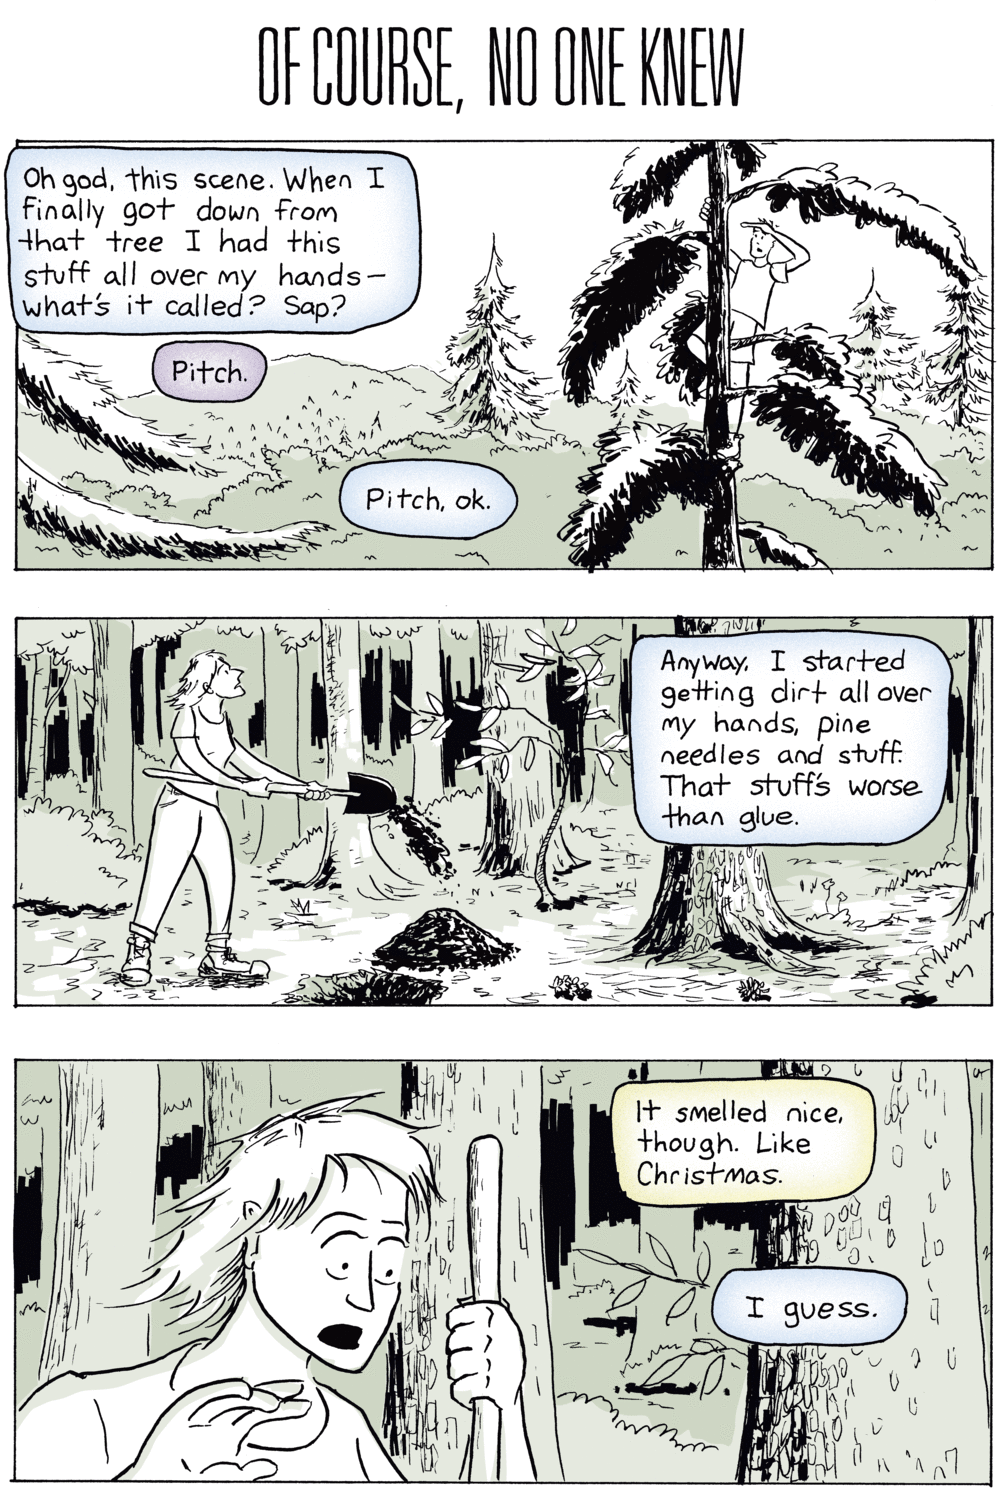 OF COURSE, NO ONE KNEW
Oh god, this scene. When I
finally got down from
that tree I had this
stuff all over my hands—
what's it called? Sap?
Pitch.
Pitch, ok.
Anyway, I started
getting dirt all over
my hands, pine
needles and stuff.
That stuff's worse
than glue.
It smelled nice,
though. Like
Christmas.
I guess.